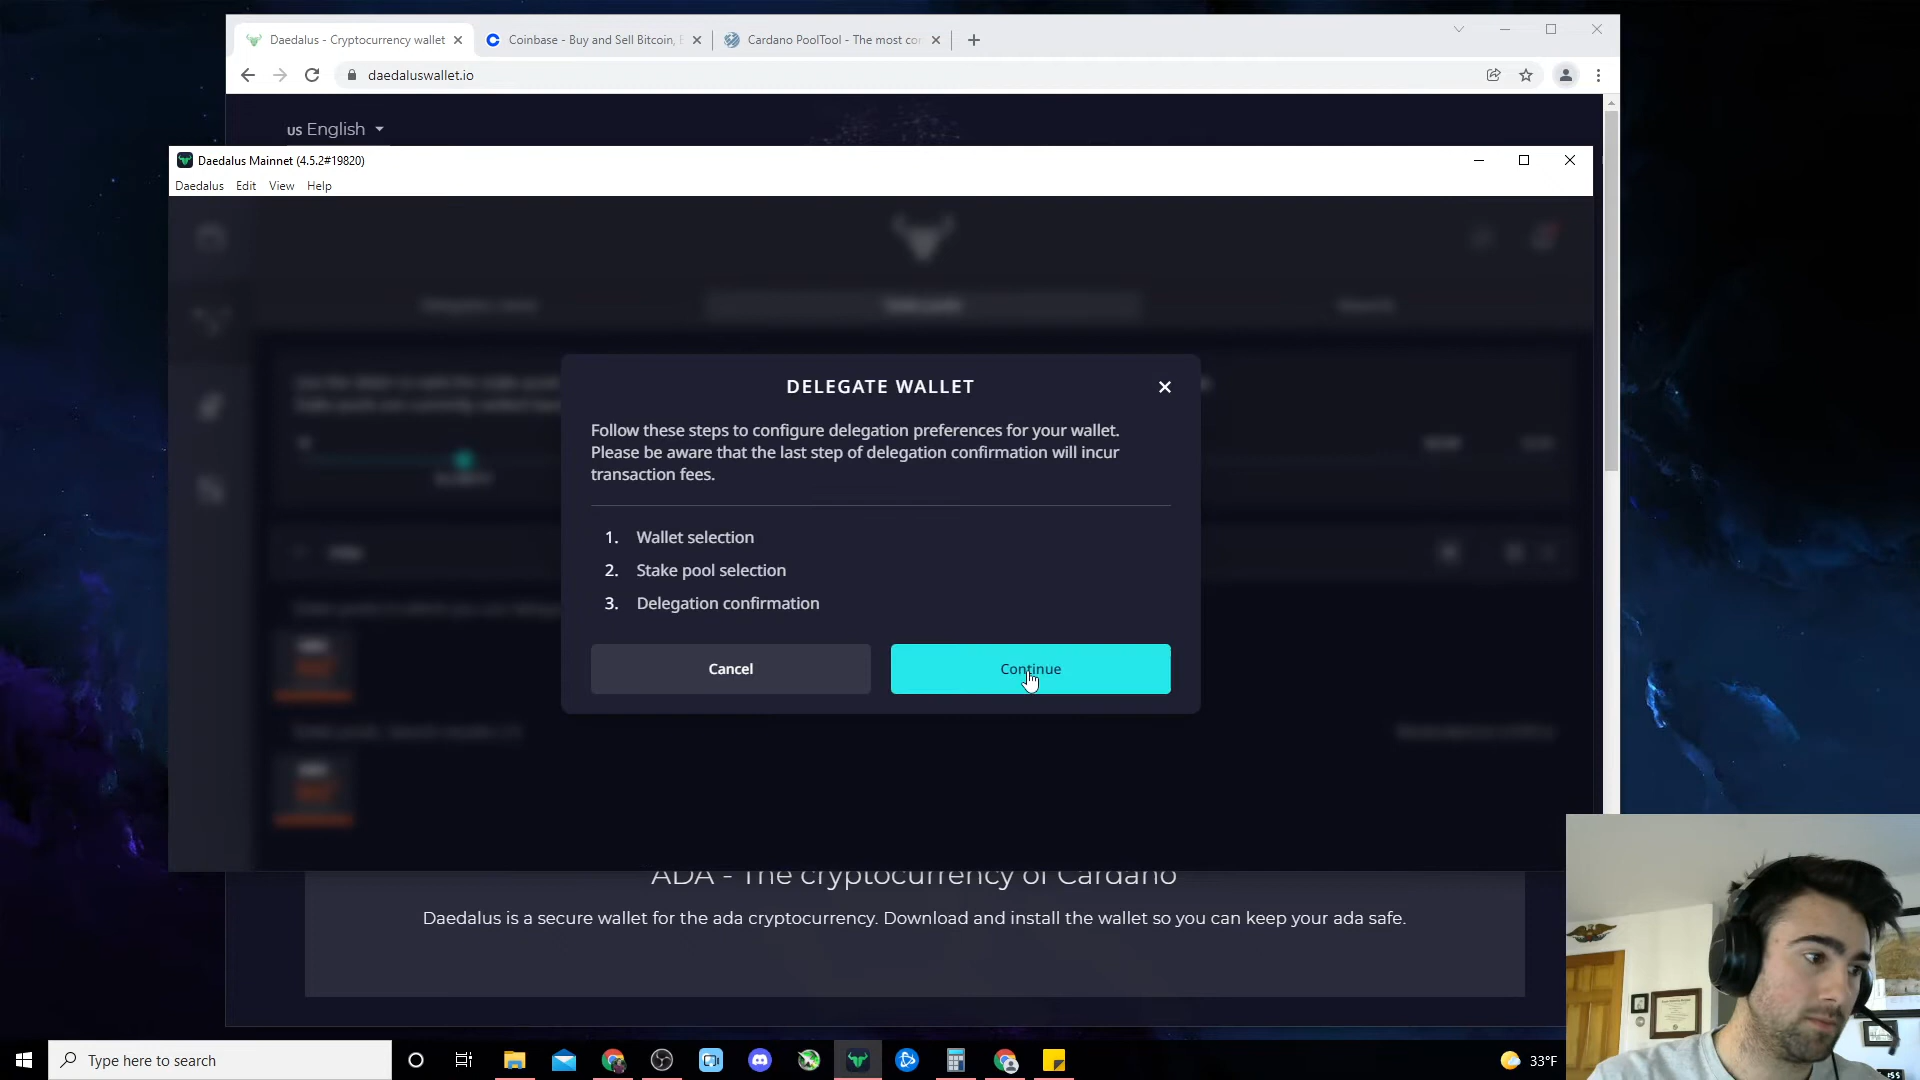 Daedalus - Cryptocurrency wallet
Coinbase - Buy and Sell Bitcoin, E
Cardano PoolTool - The most co
daedaluswallet.io
us English
Daedalus Mainnet (4.5.2#19820)
Daedalus Edit View Help
DELEGATE WALLET
Follow these steps to configure delegation preferences for your wallet.
Please be aware that the last step of delegation confirmation will incur
transaction fees.
1. Wallet selection
2. Stake pool selection
3. Delegation confirmation
Cancel
Continue
ADA - The cryptocurrency of Cardano
Daedalus is a secure wallet for the ada cryptocurrency. Download and install the wallet so you can keep your ada safe.
Type here to search
33°F